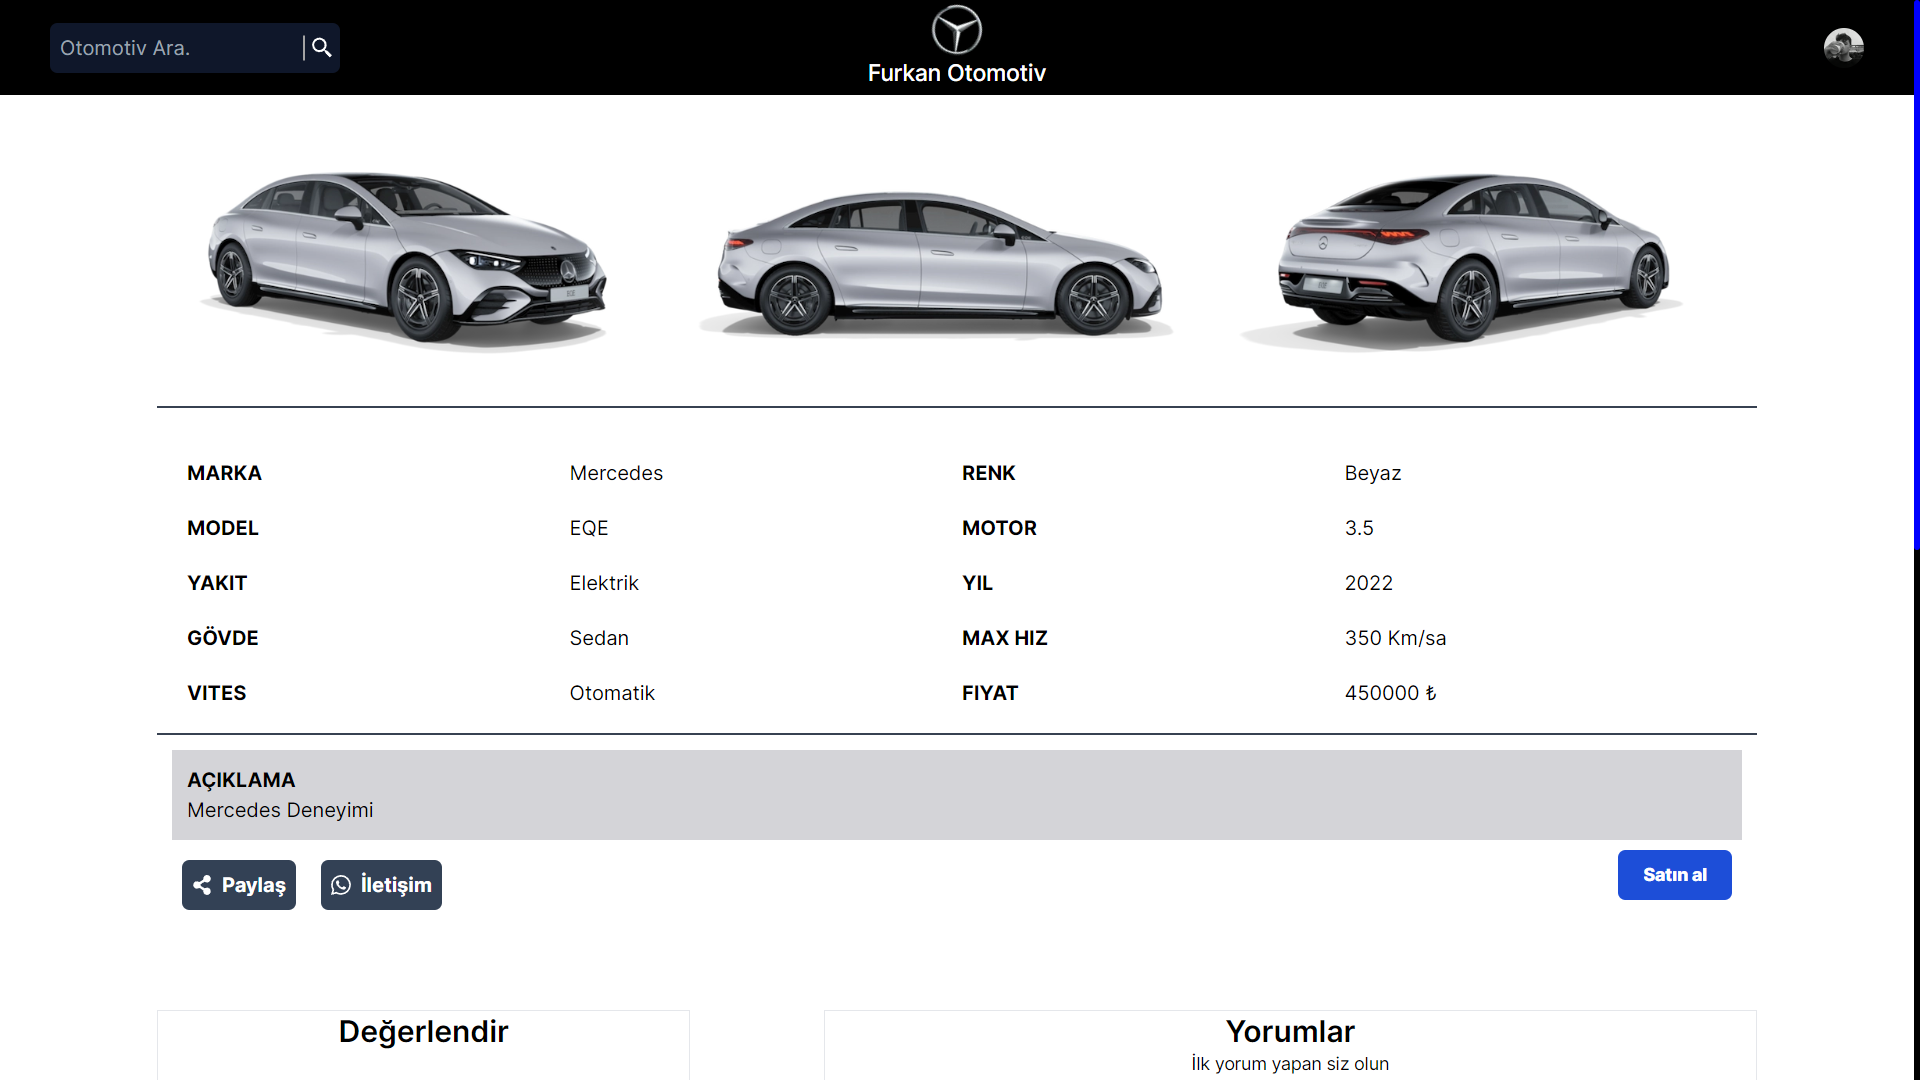 Otomotiv Ara.
Furkan Otomotiv
MARKA Mercedes RENK Beyaz
MODEL EQE MOTOR 3.5
YAKIT Elektrik YIL 2022
GÖVDE Sedan MAX HIZ 350 Km/sa
VITES Otomatik FIYAT 450000 ₺
AÇIKLAMA
Mercedes Deneyimi
Paylaş İletişim Satın al
Değerlendir Yorumlar
İlk yorum yapan siz olun